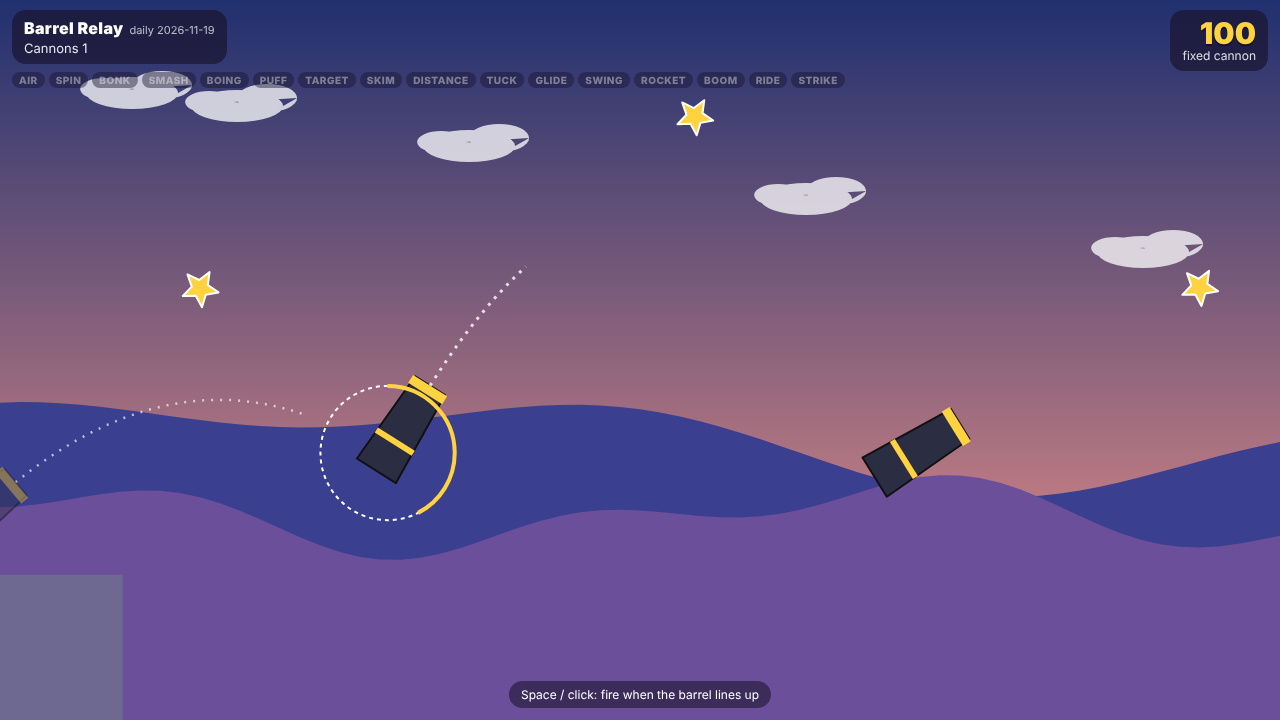 Barrel Relay daily 2026-11-19
Cannons 1
100
fixed cannon
AIR SPIN BONK SMASH BOING PUFF TARGET SKIM DISTANCE TUCK GLIDE SWING ROCKET BOOM RIDE STRIKE
Space / click: fire when the barrel lines up